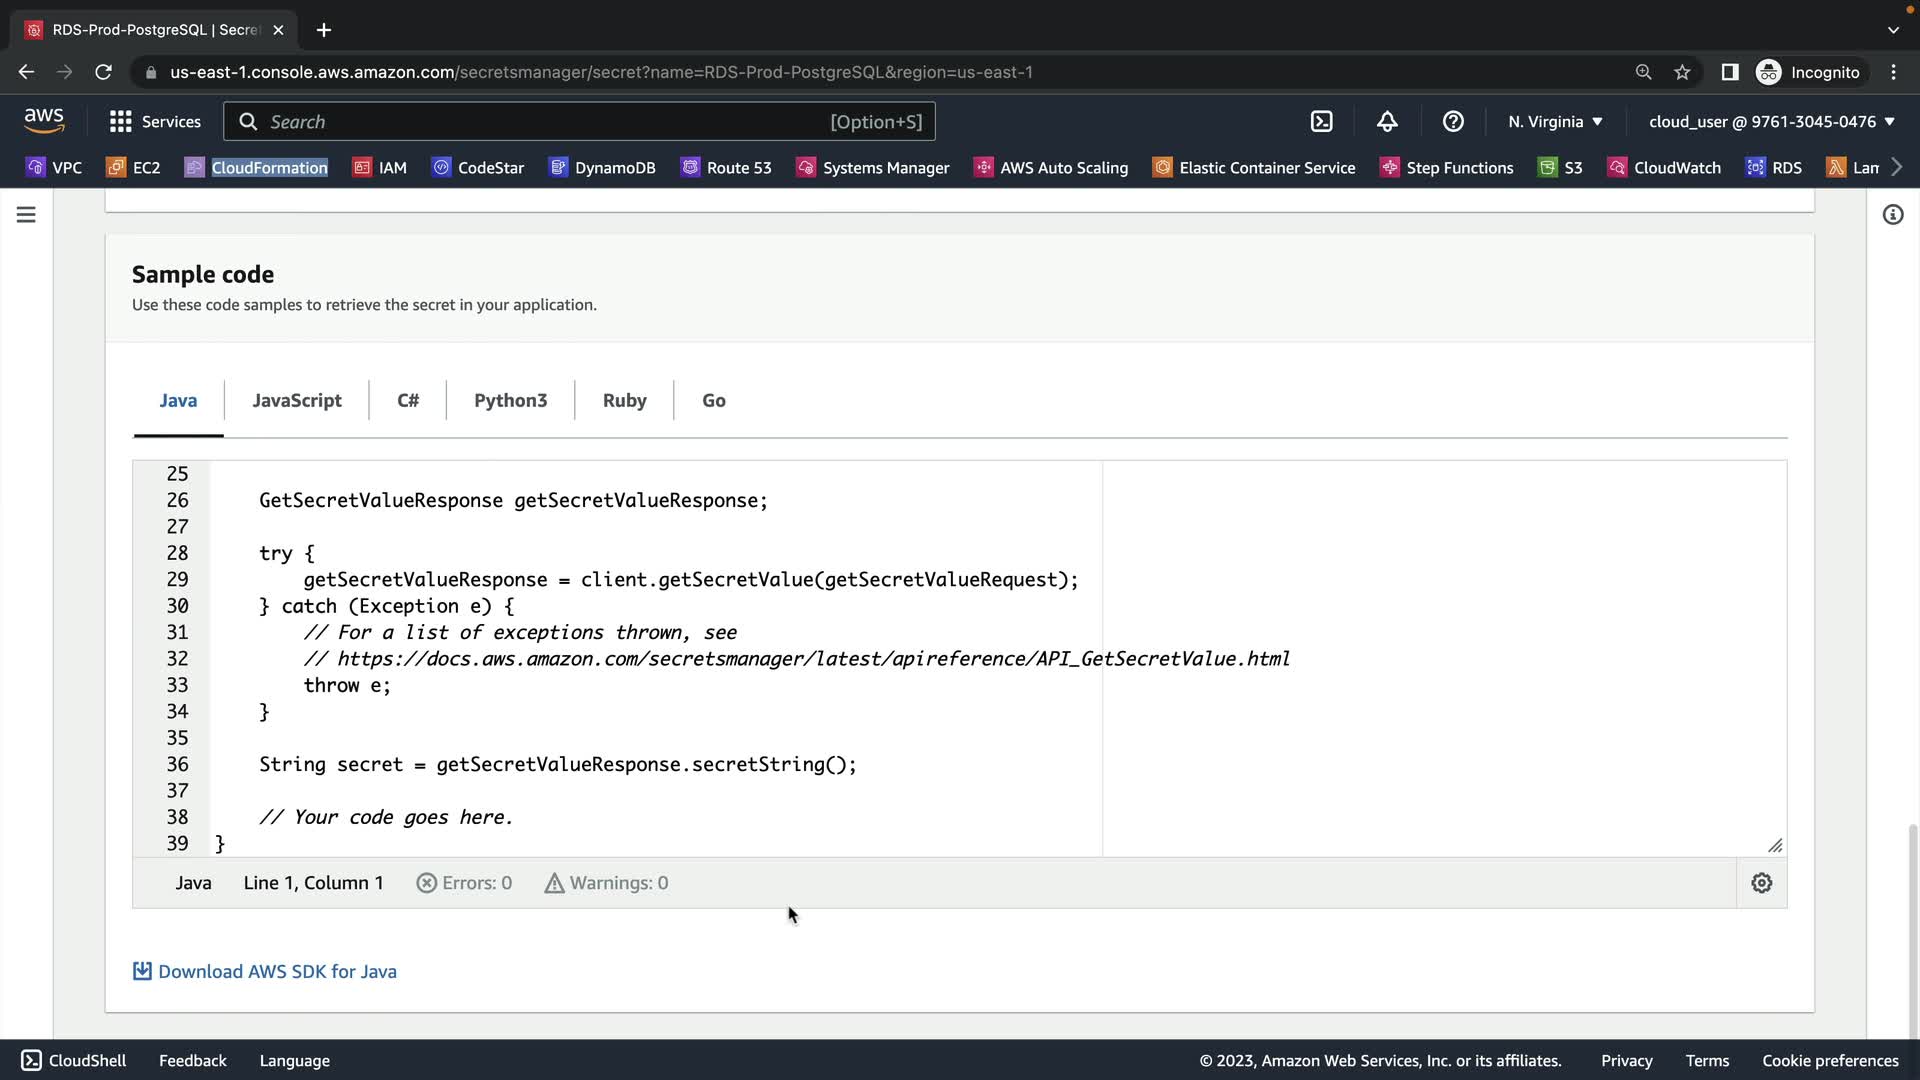 RDS-Prod-PostgreSQL | Secre
us-east-1.console.aws.amazon.com/secretsmanager/secret?name=RDS-Prod-PostgreSQL&region=us-east-1
Incognito
aws
Services
Search
[Option+S]
N. Virginia
cloud_user @ 9761-3045-0476
VPC
EC2
CloudFormation
IAM
CodeStar
DynamoDB
Route 53
Systems Manager
AWS Auto Scaling
Elastic Container Service
Step Functions
S3
CloudWatch
RDS
Lam
Sample code
Use these code samples to retrieve the secret in your application.
Java
JavaScript
C#
Python3
Ruby
Go
25
26 GetSecretValueResponse getSecretValueResponse;
27
28 try {
29 getSecretValueResponse = client.getSecretValue(getSecretValueRequest);
30 } catch (Exception e) {
31 // For a list of exceptions thrown, see
32 // https://docs.aws.amazon.com/secretsmanager/latest/apireference/API_GetSecretValue.html
33 throw e;
34 }
35
36 String secret = getSecretValueResponse.secretString();
37
38 // Your code goes here.
39 }
Java
Line 1, Column 1
Errors: 0
Warnings: 0
Download AWS SDK for Java
CloudShell
Feedback
Language
© 2023, Amazon Web Services, Inc. or its affiliates.
Privacy
Terms
Cookie preferences